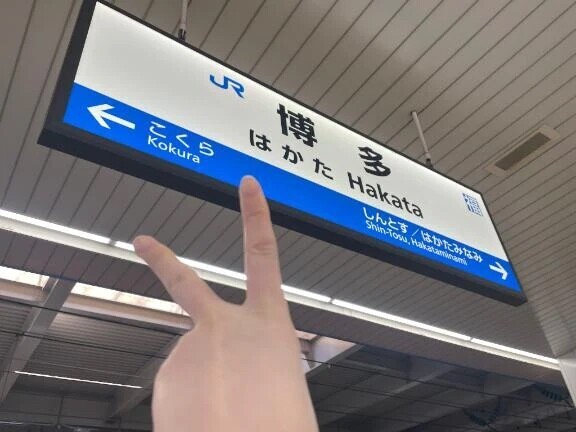 JR
博多
はかた Hakata
← こくら
Kokura
しんとす/はかたみなみ →
Shin-Tosu, Hakataminami